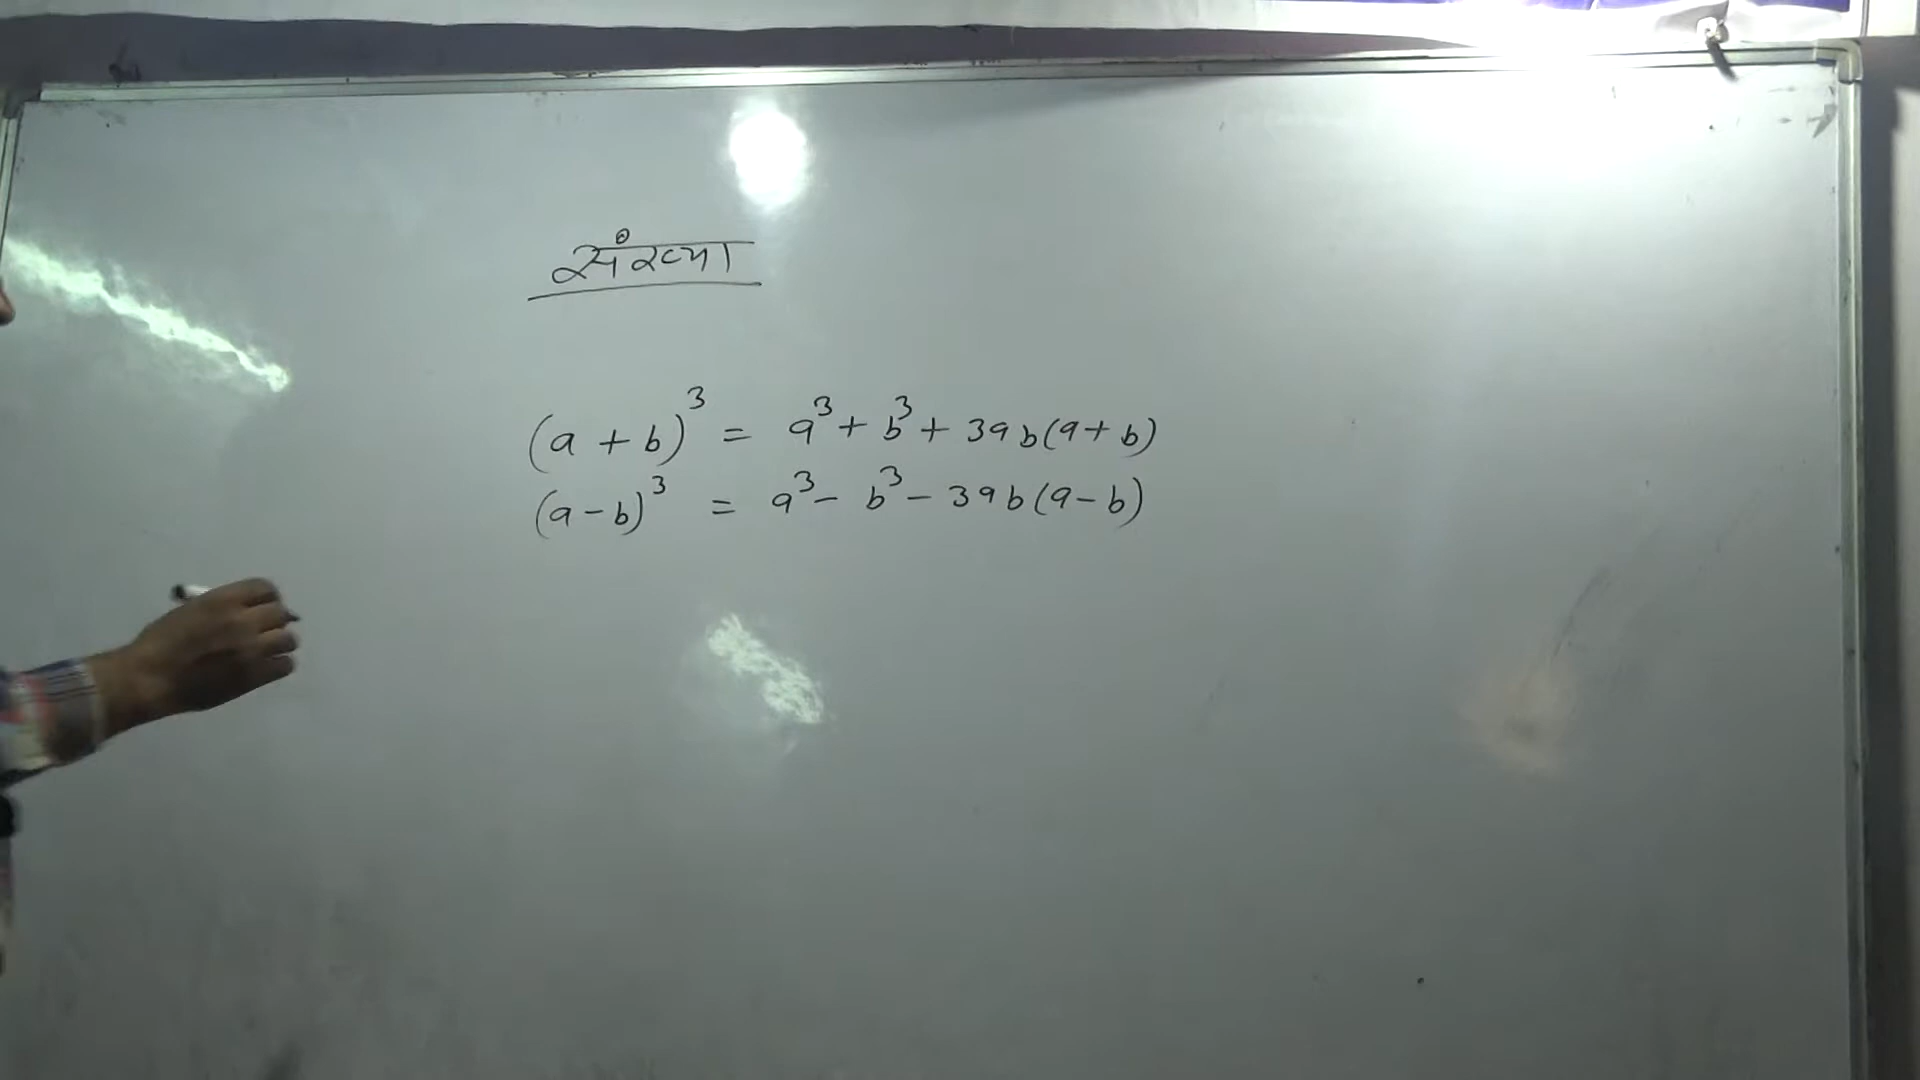 संख्या
(a + b)³ = a³ + b³ + 3ab(a + b)
(a - b)³ = a³ - b³ - 3ab(a - b)